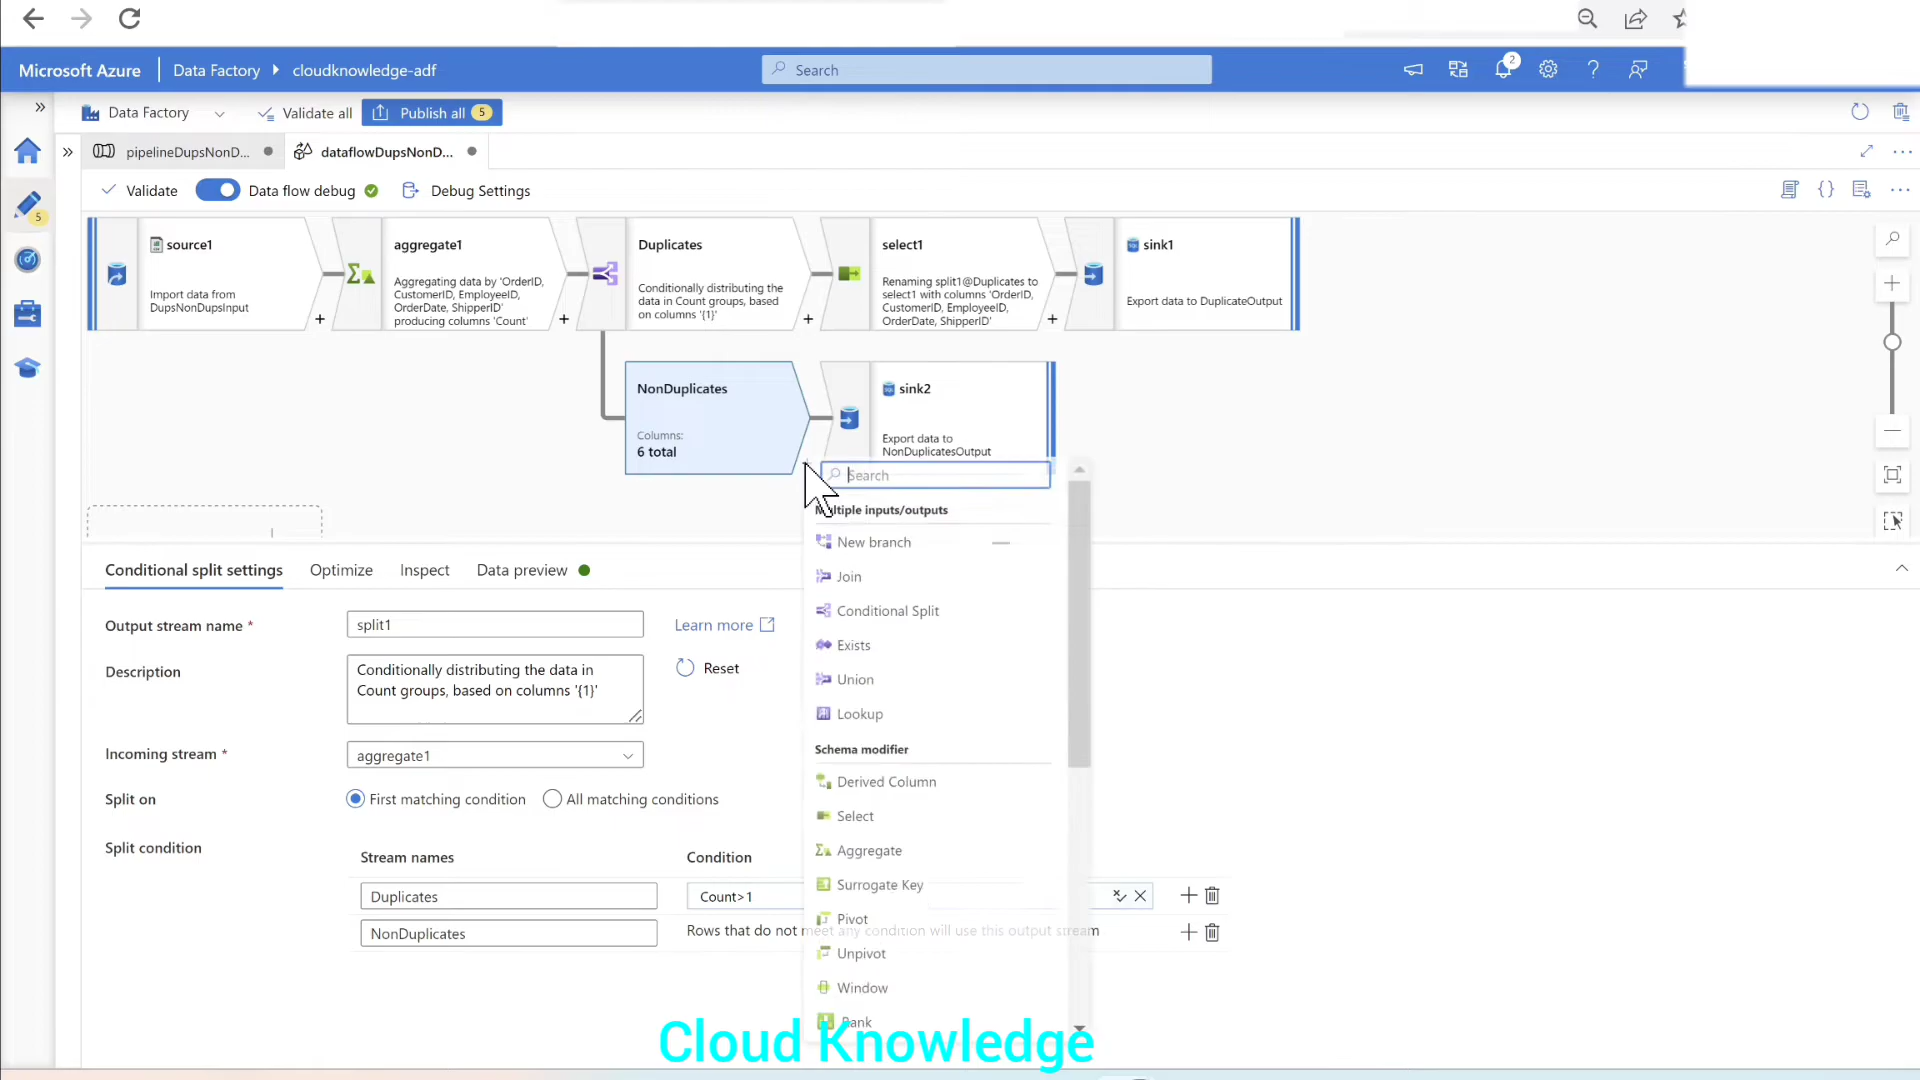 Microsoft Azure
Data Factory
cloudknowledge-adf
Search
2
Data Factory
Validate all
Publish all
5
pipelineDupsNonD...
dataflowDupsNonD...
Validate
Data flow debug
Debug Settings
5
source1
Import data from
DupsNonDupsInput
+
aggregate1
Aggregating data by 'OrderID,
CustomerID, EmployeeID,
OrderDate, ShipperID'
producing columns 'Count'
+
Duplicates
Conditionally distributing the
data in Count groups, based
on columns '{1}'
+
select1
Renaming split1@Duplicates to
select1 with columns 'OrderID,
CustomerID, EmployeeID,
OrderDate, ShipperID'
+
sink1
Export data to DuplicateOutput
NonDuplicates
Columns:
6 total
sink2
Export data to
NonDuplicatesOutput
Search
Multiple inputs/outputs
New branch
Join
Conditional Split
Exists
Union
Lookup
Schema modifier
Derived Column
Select
Aggregate
Surrogate Key
Pivot
Unpivot
Window
Rank
Conditional split settings
Optimize
Inspect
Data preview
Output stream name *
split1
Learn more
Description
Conditionally distributing the data in
Count groups, based on columns '{1}'
Reset
Incoming stream *
aggregate1
Split on
First matching condition
All matching conditions
Split condition
Stream names
Condition
Duplicates
Count>1
NonDuplicates
Rows that do not meet any condition will use this output stream
Cloud Knowledge